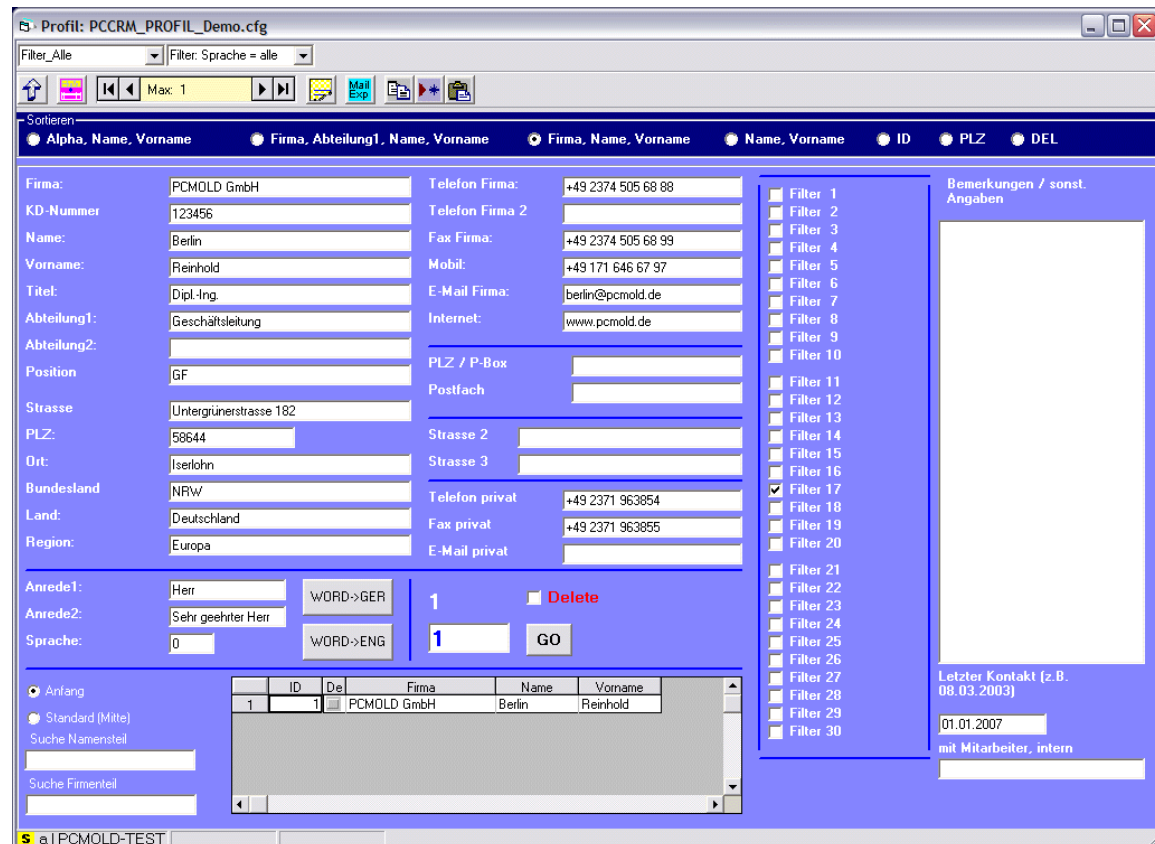 Profil: PCCRM_PROFIL_Demo.cfg
Filter_Alle Filter: Sprache = alle
Max: 1 Mail Exp
Sortieren
Alpha, Name, Vorname Firma, Abteilung1, Name, Vorname Firma, Name, Vorname Name, Vorname ID PLZ DEL
Firma: PCMOLD GmbH
KD-Nummer 123456
Name: Berlin
Vorname: Reinhold
Titel: Dipl.-Ing.
Abteilung1: Geschäftsleitung
Abteilung2:
Position GF
Strasse Untergrünerstrasse 182
PLZ: 58644
Ort: Iserlohn
Bundesland NRW
Land: Deutschland
Region: Europa
Telefon Firma: +49 2374 505 68 88
Telefon Firma 2
Fax Firma: +49 2374 505 68 99
Mobil: +49 171 646 67 97
E-Mail Firma: berlin@pcmold.de
Internet: www.pcmold.de
PLZ / P-Box
Postfach
Strasse 2
Strasse 3
Telefon privat +49 2371 963854
Fax privat +49 2371 963855
E-Mail privat
Filter 1
Filter 2
Filter 3
Filter 4
Filter 5
Filter 6
Filter 7
Filter 8
Filter 9
Filter 10
Filter 11
Filter 12
Filter 13
Filter 14
Filter 15
Filter 16
Filter 17
Filter 18
Filter 19
Filter 20
Filter 21
Filter 22
Filter 23
Filter 24
Filter 25
Filter 26
Filter 27
Filter 28
Filter 29
Filter 30
Bemerkungen / sonst.
Angaben
Letzter Kontakt (z.B.
08.03.2003)
01.01.2007
mit Mitarbeiter, intern
Anrede1: Herr
Anrede2: Sehr geehrter Herr
Sprache: 0
WORD->GER
WORD->ENG
1 Delete
1 GO
Anfang
Standard (Mitte)
Suche Namensteil
Suche Firmenteil
ID De Firma Name Vorname
1 1 PCMOLD GmbH Berlin Reinhold
S a | PCMOLD-TEST